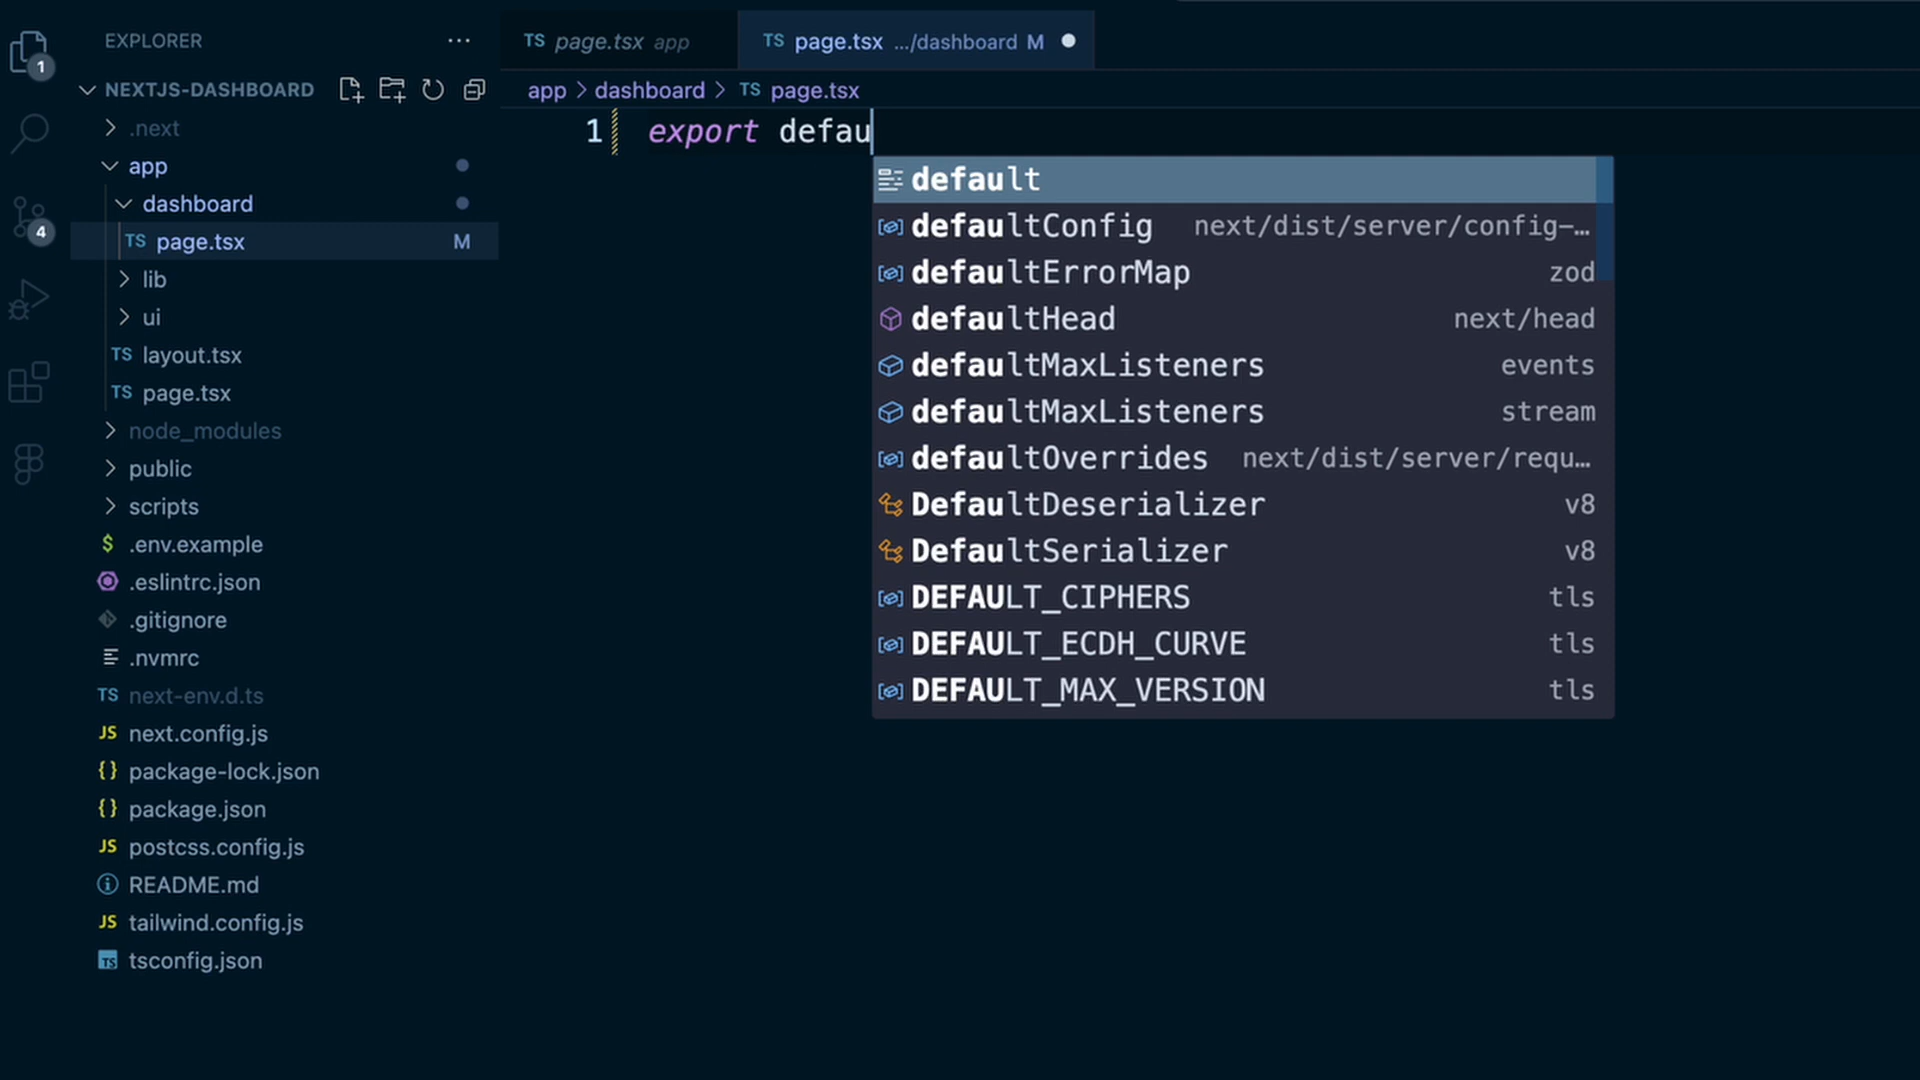 EXPLORER
1
NEXTJS-DASHBOARD
.next
app
dashboard
TS page.tsx M
4
lib
ui
TS layout.tsx
TS page.tsx
node_modules
public
scripts
$ .env.example
.eslintrc.json
.gitignore
.nvmrc
TS next-env.d.ts
JS next.config.js
{} package-lock.json
{} package.json
JS postcss.config.js
README.md
JS tailwind.config.js
TS tsconfig.json
TS page.tsx app
TS page.tsx .../dashboard M
app > dashboard > TS page.tsx
1 export defau
default
defaultConfig next/dist/server/config-…
defaultErrorMap zod
defaultHead next/head
defaultMaxListeners events
defaultMaxListeners stream
defaultOverrides next/dist/server/requ…
DefaultDeserializer v8
DefaultSerializer v8
DEFAULT_CIPHERS tls
DEFAULT_ECDH_CURVE tls
DEFAULT_MAX_VERSION tls